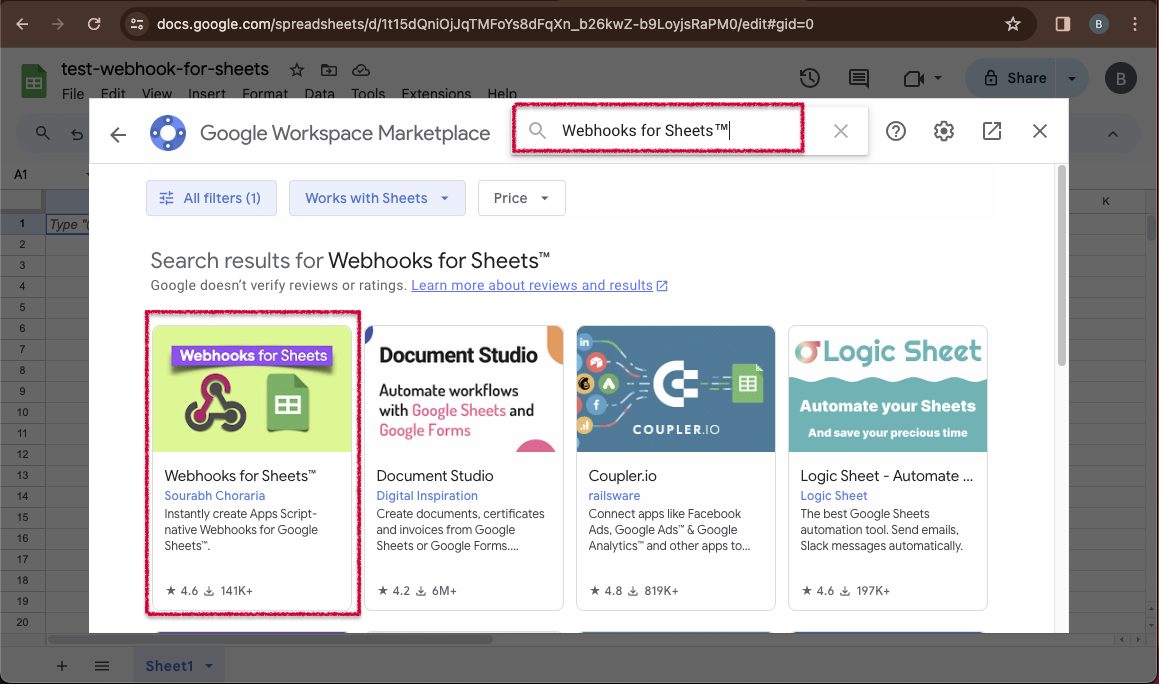 docs.google.com/spreadsheets/d/1t15dQniOjJqTMFoYs8dFqXn_b26kwZ-b9LoyjsRaPM0/edit#gid=0
B
test-webhook-for-sheets
File Edit View Insert Format Data Tools Extensions Help
Share
B
Google Workspace Marketplace
Webhooks for Sheets™
A1
All filters (1)
Works with Sheets
Price
K
1
Type "
2
3
4
5
6
7
8
9
10
11
12
13
14
15
16
17
18
19
20
Search results for Webhooks for Sheets™
Google doesn't verify reviews or ratings. Learn more about reviews and results
Webhooks for Sheets
Webhooks for Sheets™
Sourabh Choraria
Instantly create Apps Script-
native Webhooks for Google
Sheets™.
4.6 141K+
Document Studio
Automate workflows
with Google Sheets and
Google Forms
Document Studio
Digital Inspiration
Create documents, certificates
and invoices from Google
Sheets or Google Forms....
4.2 6M+
in
f
COUPLER.IO
Coupler.io
railsware
Connect apps like Facebook
Ads, Google Ads™ & Google
Analytics™ and other apps to...
4.8 819K+
Logic Sheet
Automate your Sheets
And save your precious time
Logic Sheet - Automate ...
Logic Sheet
The best Google Sheets
automation tool. Send emails,
Slack messages automatically.
4.6 197K+
Sheet1